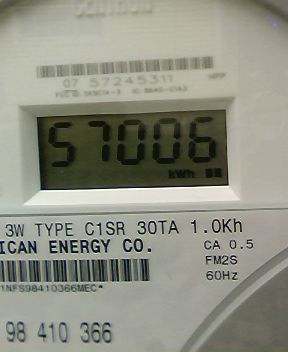 07 57245311
57006
kWh
3W TYPE C1SR 30TA 1.0Kh
ICAN ENERGY CO.
CA 0.5
FM2S
60Hz
1NFS98410366MEC*
98 410 366